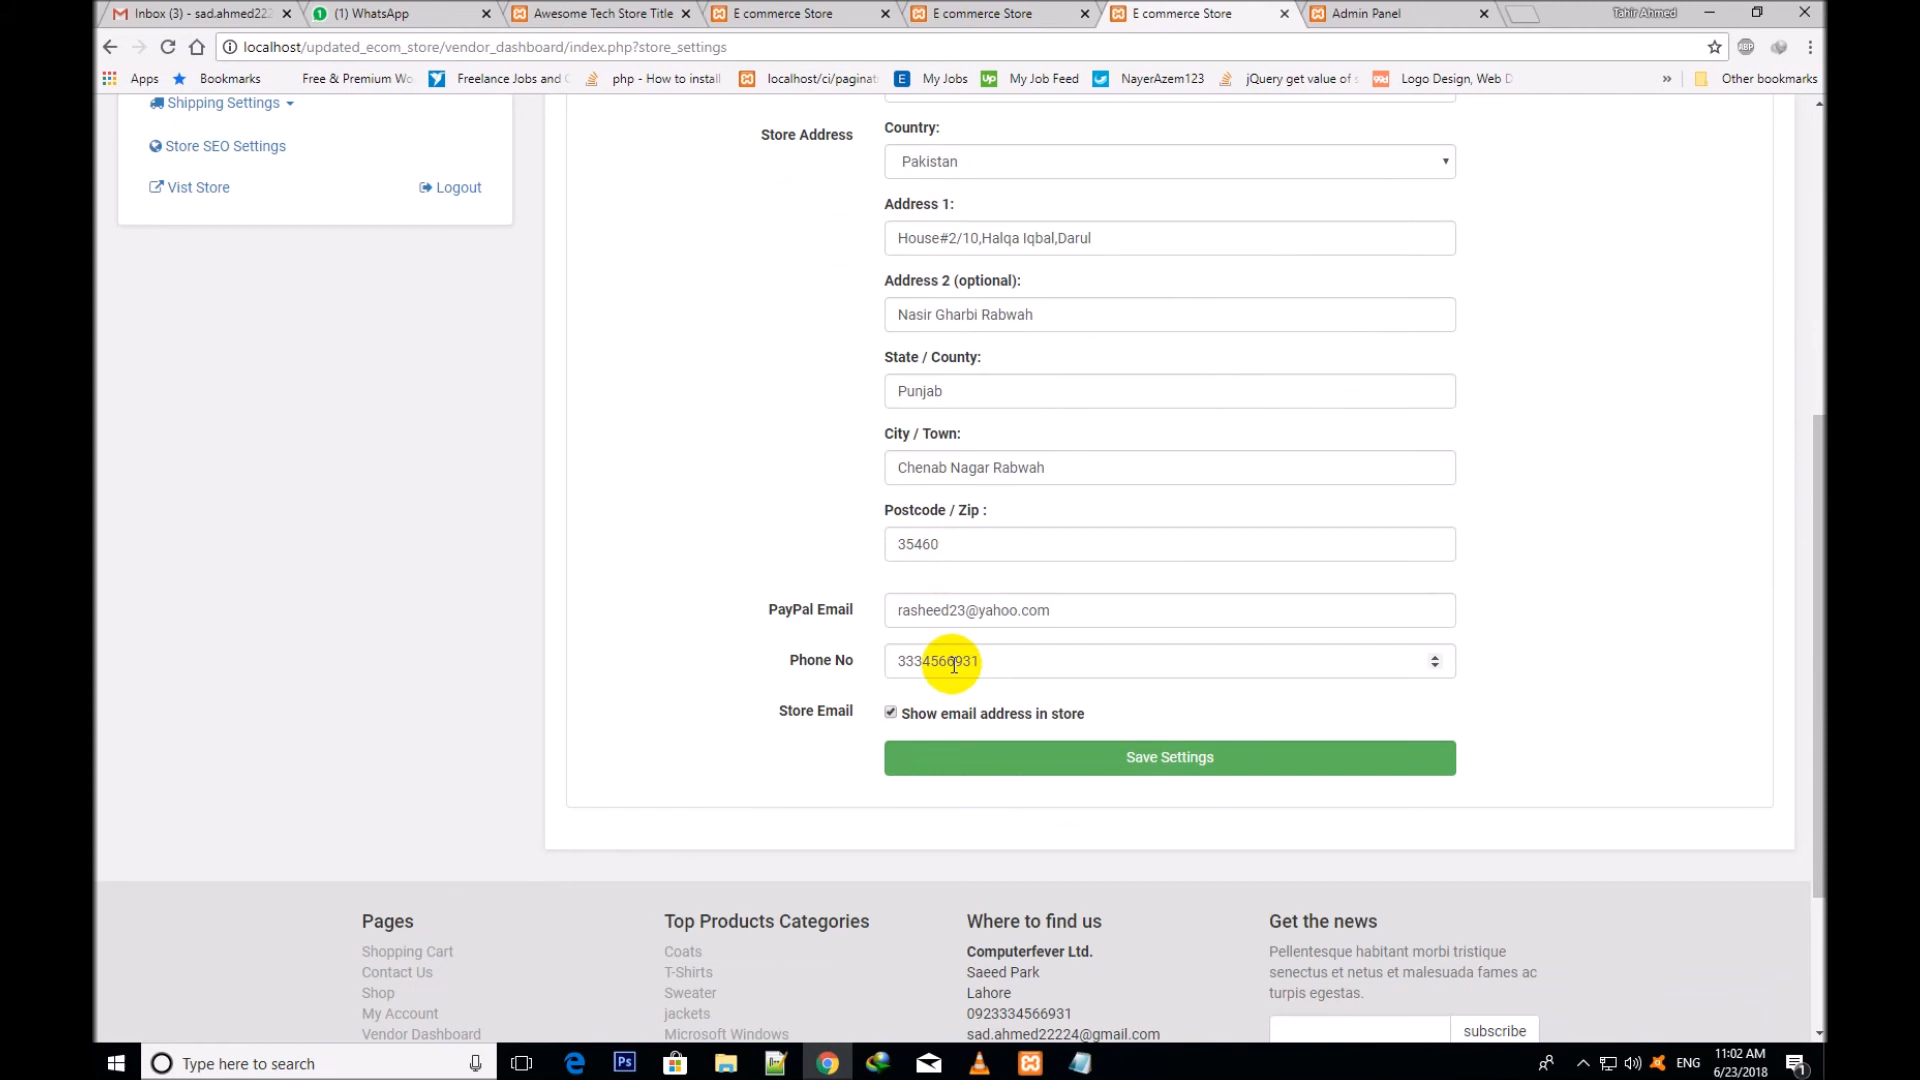 Inbox (3) - sad.ahmed222
(1) WhatsApp
Awesome Tech Store Title
E commerce Store
E commerce Store
E commerce Store
Admin Panel
Tahir Ahmed
localhost/updated_ecom_store/vendor_dashboard/index.php?store_settings
ABP
Apps
Bookmarks
Free & Premium Wo
Freelance Jobs and
php - How to install
localhost/ci/paginat
My Jobs
Up
My Job Feed
NayerAzem123
jQuery get value of s
99d
Logo Design, Web D
»
Other bookmarks
Shipping Settings
Store SEO Settings
Vist Store
Logout
Store Address
Country:
Pakistan
Address 1:
House#2/10,Halqa Iqbal,Darul
Address 2 (optional):
Nasir Gharbi Rabwah
State / County:
Punjab
City / Town:
Chenab Nagar Rabwah
Postcode / Zip :
35460
PayPal Email
rasheed23@yahoo.com
Phone No
3334566931
Store Email
Show email address in store
Save Settings
Pages
Shopping Cart
Contact Us
Shop
My Account
Vendor Dashboard
Top Products Categories
Coats
T-Shirts
Sweater
jackets
Microsoft Windows
Where to find us
Computerfever Ltd.
Saeed Park
Lahore
0923334566931
sad.ahmed22224@gmail.com
Get the news
Pellentesque habitant morbi tristique
senectus et netus et malesuada fames ac
turpis egestas.
subscribe
Type here to search
Ps
ENG
11:02 AM
6/23/2018